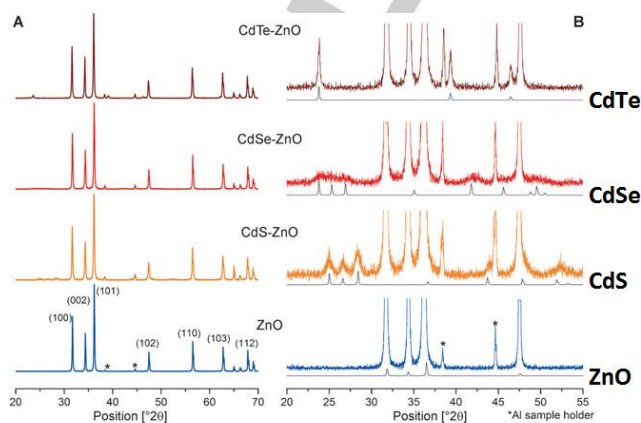 A
B
CdTe-ZnO
CdTe
CdSe-ZnO
CdSe
CdS-ZnO
CdS
(100)
(002)
(101)
ZnO
(102)
(110)
(103)
(112)
* *
* *
ZnO
20 30 40 50 60 70
Position [°2θ]
20 25 30 35 40 45 50 55
Position [°2θ]
*Al sample holder